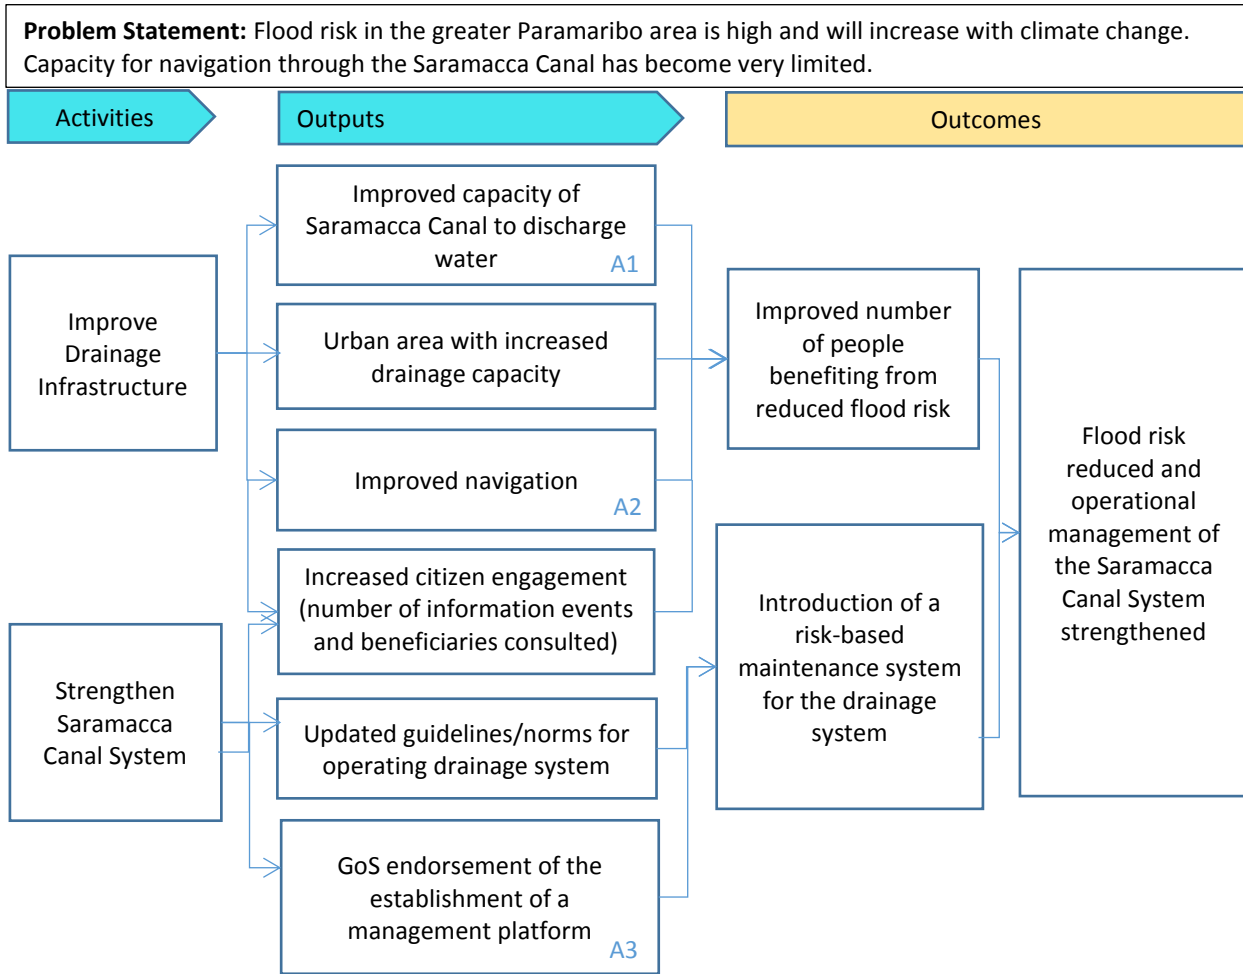 Problem Statement: Flood risk in the greater Paramaribo area is high and will increase with climate change.
Capacity for navigation through the Saramacca Canal has become very limited.
Activities
Outputs
Outcomes
Improve
Drainage
Infrastructure
Strengthen
Saramacca
Canal System
Improved capacity of
Saramacca Canal to discharge
water
A1
Urban area with increased
drainage capacity
Improved navigation
A2
Increased citizen engagement
(number of information events
and beneficiaries consulted)
Updated guidelines/norms for
operating drainage system
GoS endorsement of the
establishment of a
management platform
A3
Improved number
of people
benefiting from
reduced flood risk
Introduction of a
risk-based
maintenance system
for the drainage
system
Flood risk
reduced and
operational
management of
the Saramacca
Canal System
strengthened